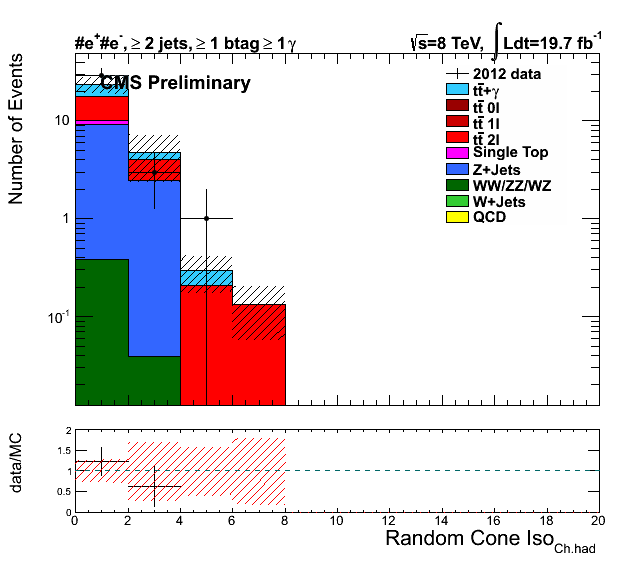 #e⁺#e⁻, ≥ 2 jets, ≥ 1 btag ≥ 1γ
√s=8 TeV, ∫ Ldt=19.7 fb⁻¹
CMS Preliminary
Number of Events
10
1
10⁻¹
2012 data
tt̄+γ
tt̄ 0l
tt̄ 1l
tt̄ 2l
Single Top
Z+Jets
WW/ZZ/WZ
W+Jets
QCD
data/MC
2
1.5
1
0.5
0
0 2 4 6 8 10 12 14 16 18 20
Random Cone Iso_Ch.had